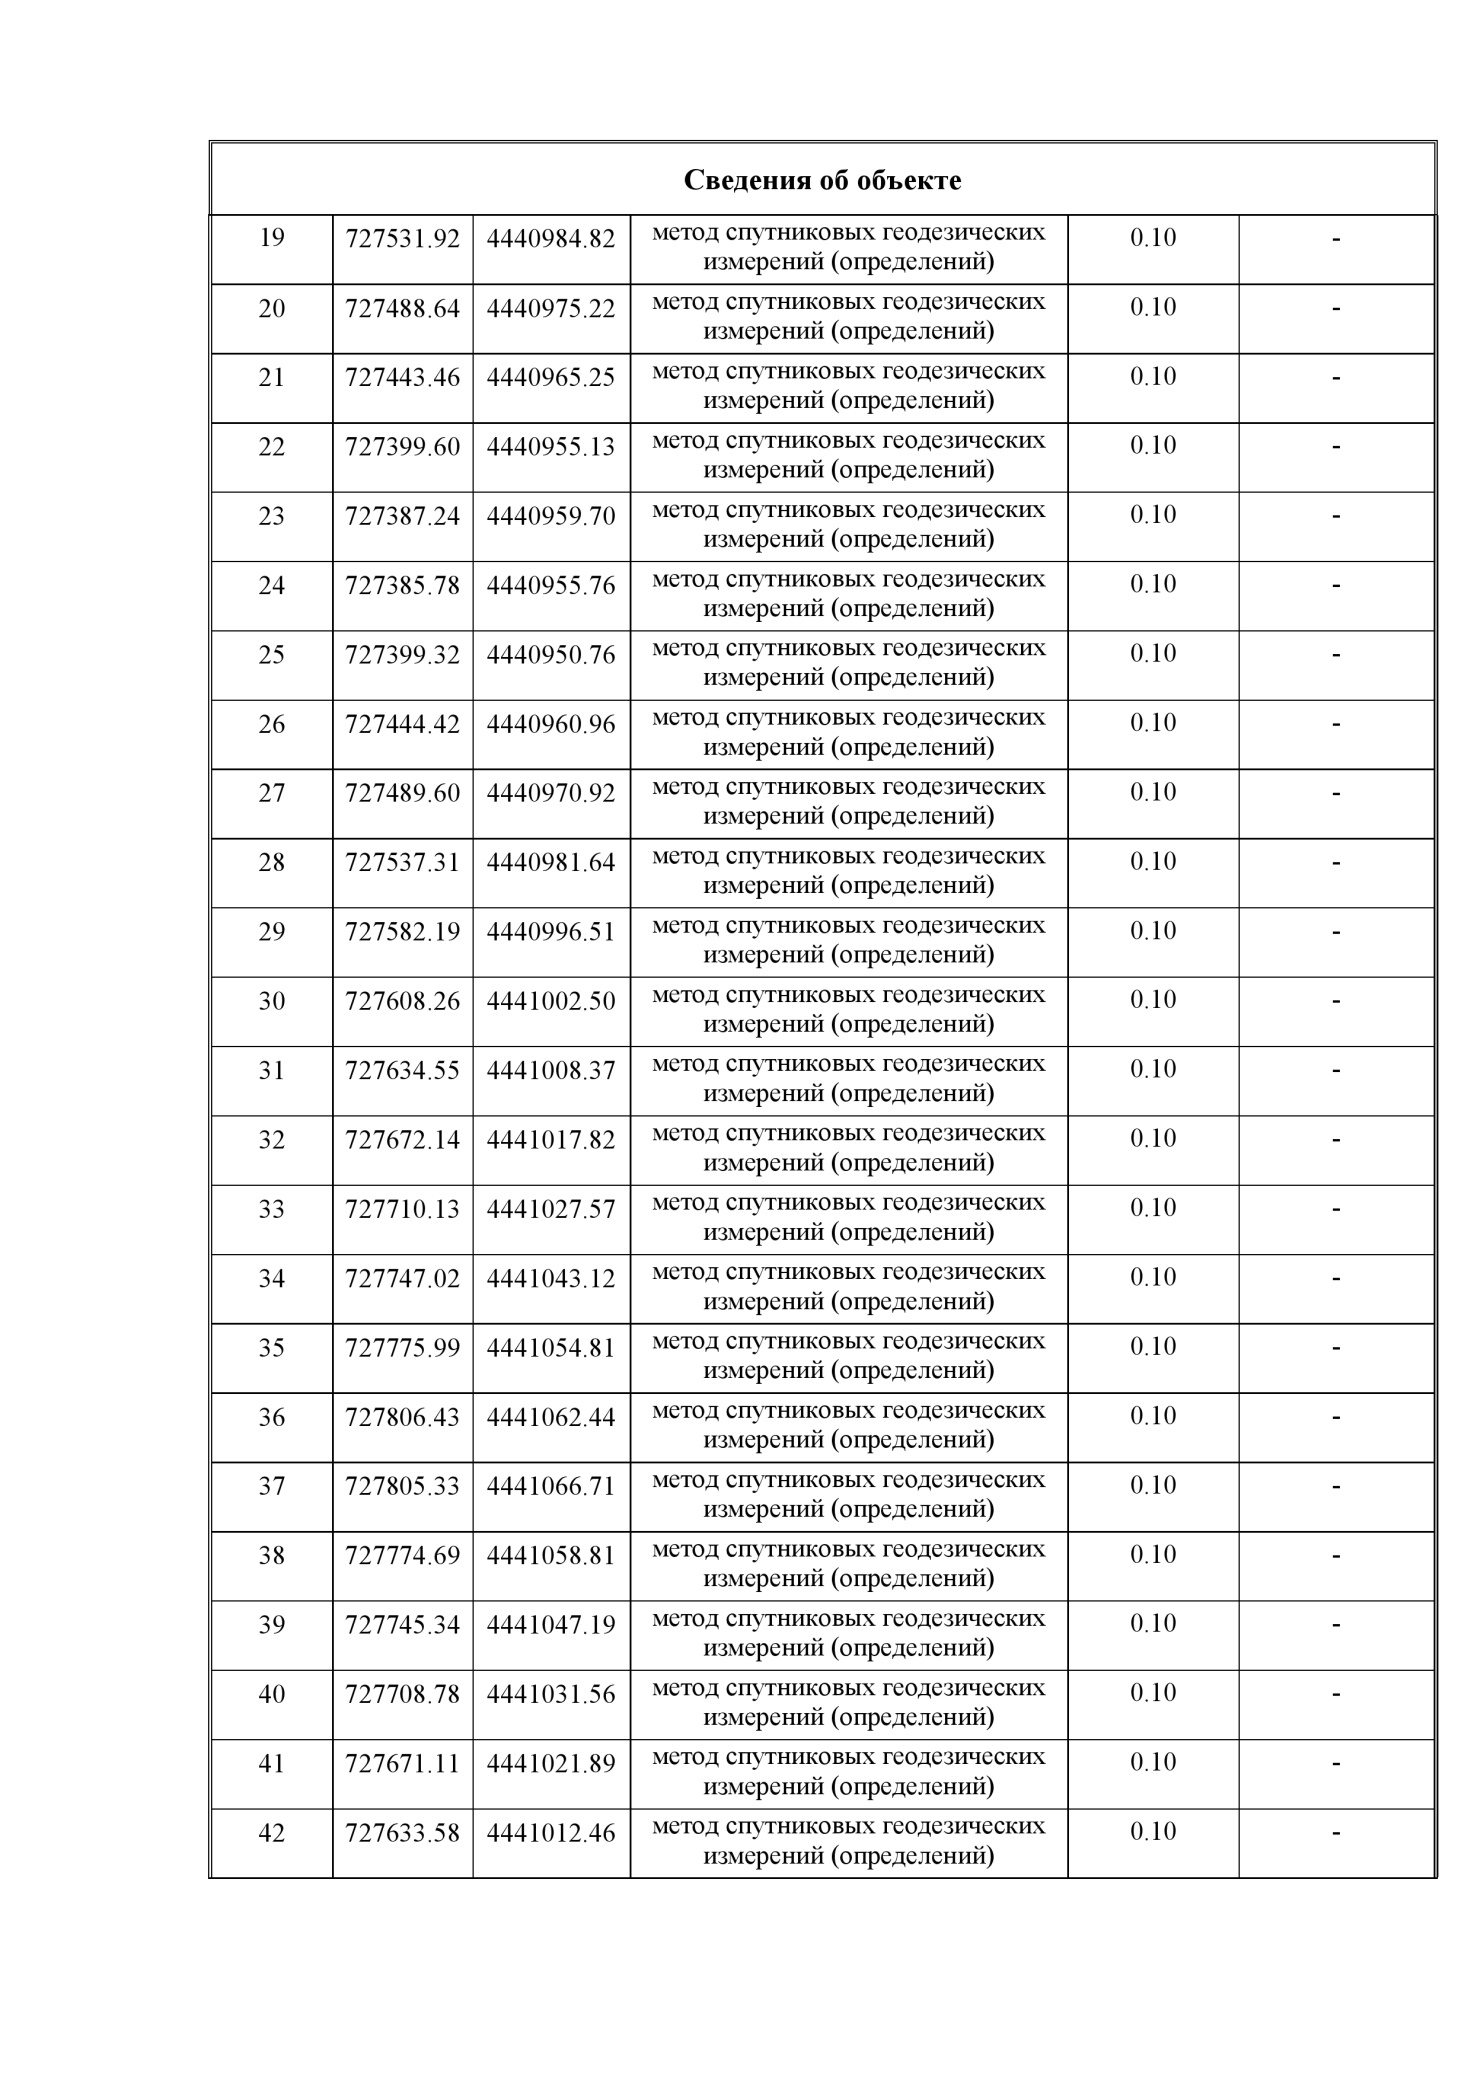 Сведения об объекте
19 727531.92 4440984.82 метод спутниковых геодезических 0.10 -
измерений (определений)
20 727488.64 4440975.22 метод спутниковых геодезических 0.10 -
измерений (определений)
21 727443.46 4440965.25 метод спутниковых геодезических 0.10 -
измерений (определений)
22 727399.60 4440955.13 метод спутниковых геодезических 0.10 -
измерений (определений)
23 727387.24 4440959.70 метод спутниковых геодезических 0.10 -
измерений (определений)
24 727385.78 4440955.76 метод спутниковых геодезических 0.10 -
измерений (определений)
25 727399.32 4440950.76 метод спутниковых геодезических 0.10 -
измерений (определений)
26 727444.42 4440960.96 метод спутниковых геодезических 0.10 -
измерений (определений)
27 727489.60 4440970.92 метод спутниковых геодезических 0.10 -
измерений (определений)
28 727537.31 4440981.64 метод спутниковых геодезических 0.10 -
измерений (определений)
29 727582.19 4440996.51 метод спутниковых геодезических 0.10 -
измерений (определений)
30 727608.26 4441002.50 метод спутниковых геодезических 0.10 -
измерений (определений)
31 727634.55 4441008.37 метод спутниковых геодезических 0.10 -
измерений (определений)
32 727672.14 4441017.82 метод спутниковых геодезических 0.10 -
измерений (определений)
33 727710.13 4441027.57 метод спутниковых геодезических 0.10 -
измерений (определений)
34 727747.02 4441043.12 метод спутниковых геодезических 0.10 -
измерений (определений)
35 727775.99 4441054.81 метод спутниковых геодезических 0.10 -
измерений (определений)
36 727806.43 4441062.44 метод спутниковых геодезических 0.10 -
измерений (определений)
37 727805.33 4441066.71 метод спутниковых геодезических 0.10 -
измерений (определений)
38 727774.69 4441058.81 метод спутниковых геодезических 0.10 -
измерений (определений)
39 727745.34 4441047.19 метод спутниковых геодезических 0.10 -
измерений (определений)
40 727708.78 4441031.56 метод спутниковых геодезических 0.10 -
измерений (определений)
41 727671.11 4441021.89 метод спутниковых геодезических 0.10 -
измерений (определений)
42 727633.58 4441012.46 метод спутниковых геодезических 0.10 -
измерений (определений)